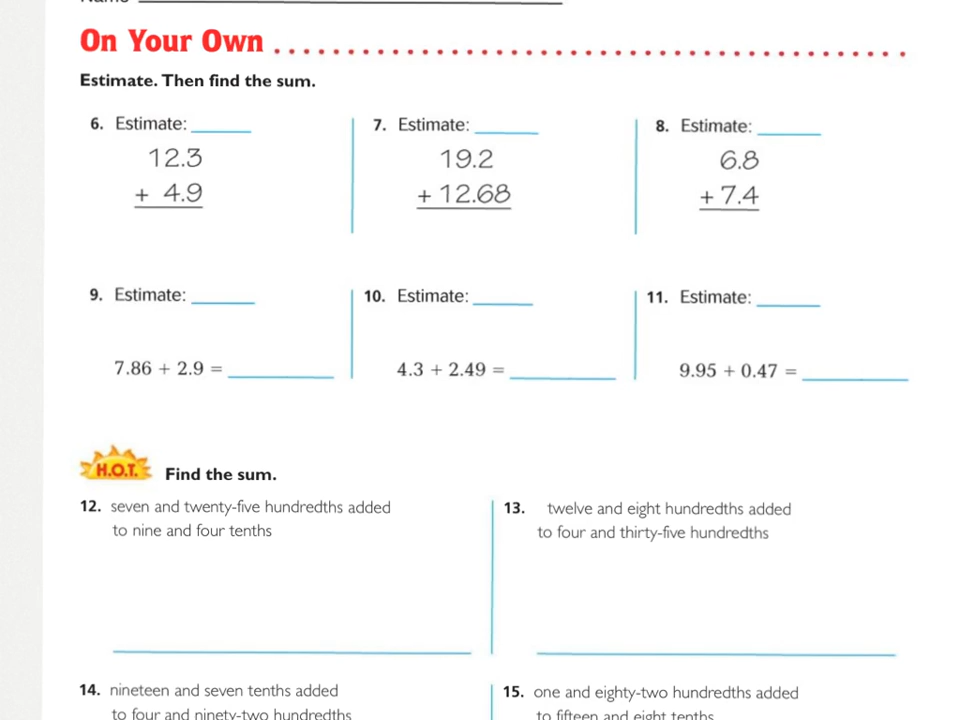 Name
On Your Own
Estimate. Then find the sum.
6. Estimate:
12.3
+ 4.9
7. Estimate:
19.2
+ 12.68
8. Estimate:
6.8
+ 7.4
9. Estimate:
7.86 + 2.9 =
10. Estimate:
4.3 + 2.49 =
11. Estimate:
9.95 + 0.47 =
H.O.T. Find the sum.
12. seven and twenty-five hundredths added
to nine and four tenths
13. twelve and eight hundredths added
to four and thirty-five hundredths
14. nineteen and seven tenths added
to four and ninety-two hundredths
15. one and eighty-two hundredths added
to fifteen and eight tenths